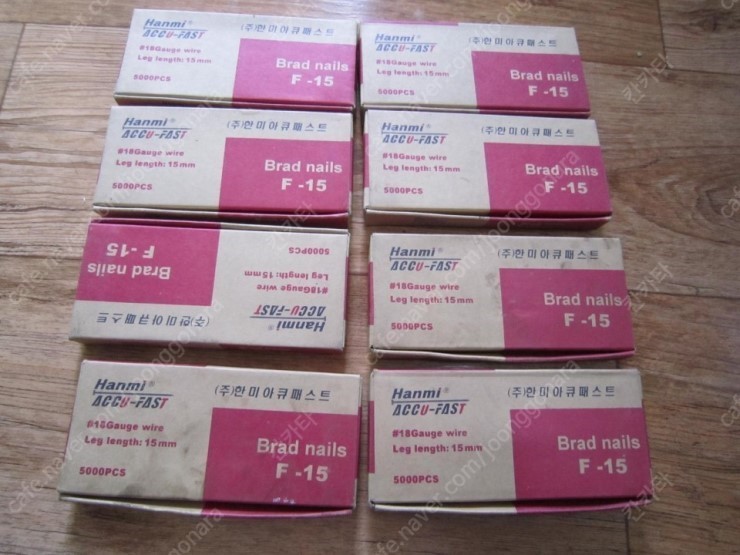 Hanmi®
ACCU-FAST
(주)한미아큐패스트
#18Gauge wire
Leg length: 15mm
5000PCS
Brad nails
F -15
Hanmi®
ACCU-FAST
(주)한미아큐패스트
#18Gauge wire
Leg length: 15mm
5000PCS
Brad nails
F -15
Hanmi®
ACCU-FAST
(주)한미아큐패스트
#18Gauge wire
Leg length: 15mm
5000PCS
Brad nails
F -15
Hanmi®
ACCU-FAST
(주)한미아큐패스트
#18Gauge wire
Leg length: 15mm
5000PCS
Brad nails
F -15
Hanmi®
ACCU-FAST
(주)한미아큐패스트
#18Gauge wire
Leg length: 15mm
5000PCS
Brad nails
F -15
Hanmi®
ACCU-FAST
(주)한미아큐패스트
#18Gauge wire
Leg length: 15mm
5000PCS
Brad nails
F -15
Hanmi®
ACCU-FAST
(주)한미아큐패스트
#18Gauge wire
Leg length: 15mm
5000PCS
Brad nails
F -15
Hanmi®
ACCU-FAST
(주)한미아큐패스트
#18Gauge wire
Leg length: 15mm
5000PCS
Brad nails
F -15
cafe.naver.com/joonggonara
칸카타